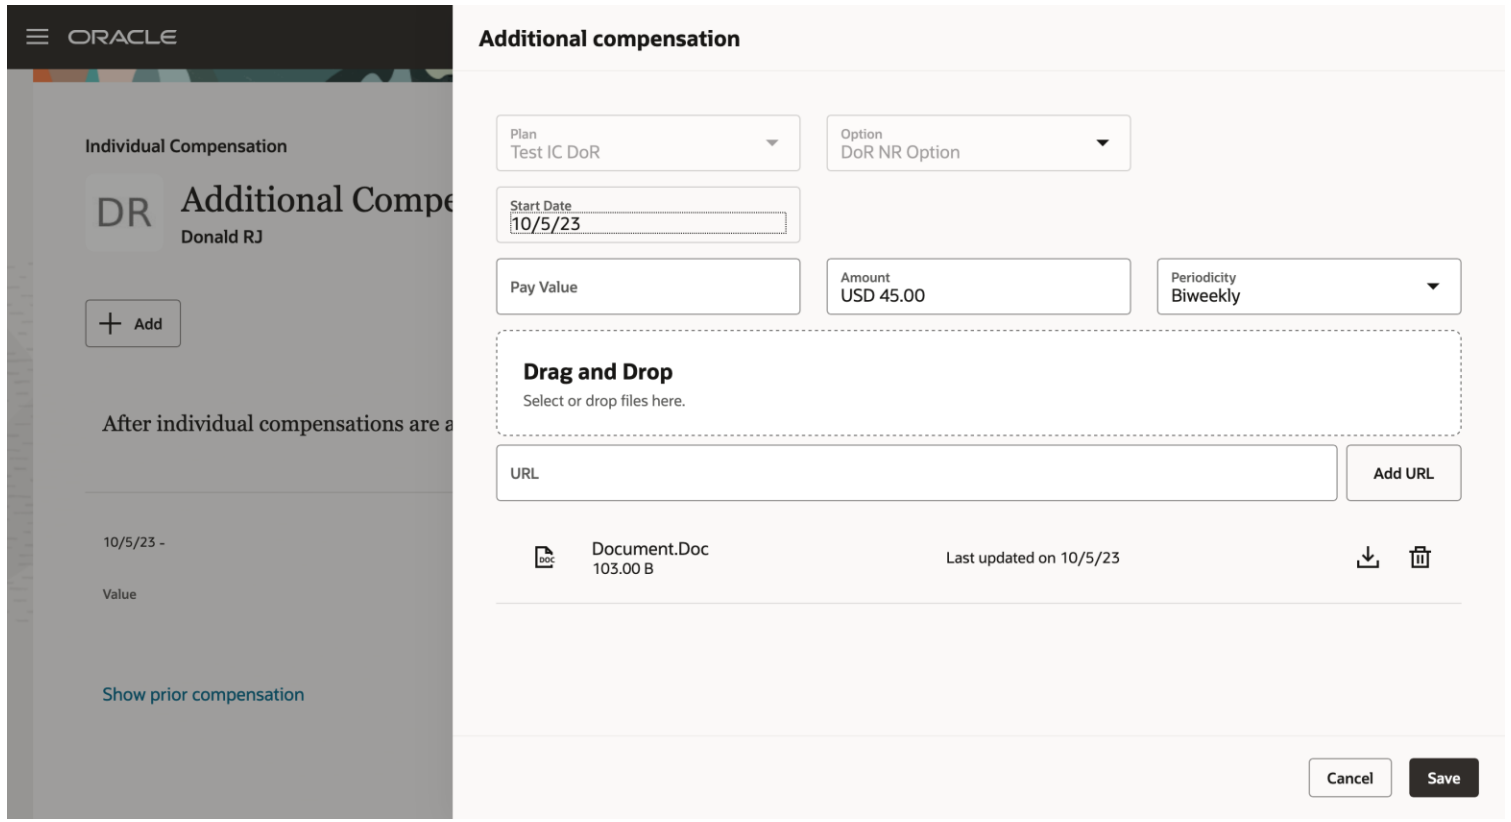 ORACLE
Additional compensation
Individual Compensation
DR
Additional Compe
Donald RJ
Add
After individual compensations are a
10/5/23 -
Value
Show prior compensation
Plan
Test IC DoR
Option
DoR NR Option
Start Date
10/5/23
Pay Value
Amount
USD 45.00
Periodicity
Biweekly
Drag and Drop
Select or drop files here.
URL
Add URL
DOC
Document.Doc
103.00 B
Last updated on 10/5/23
Cancel
Save